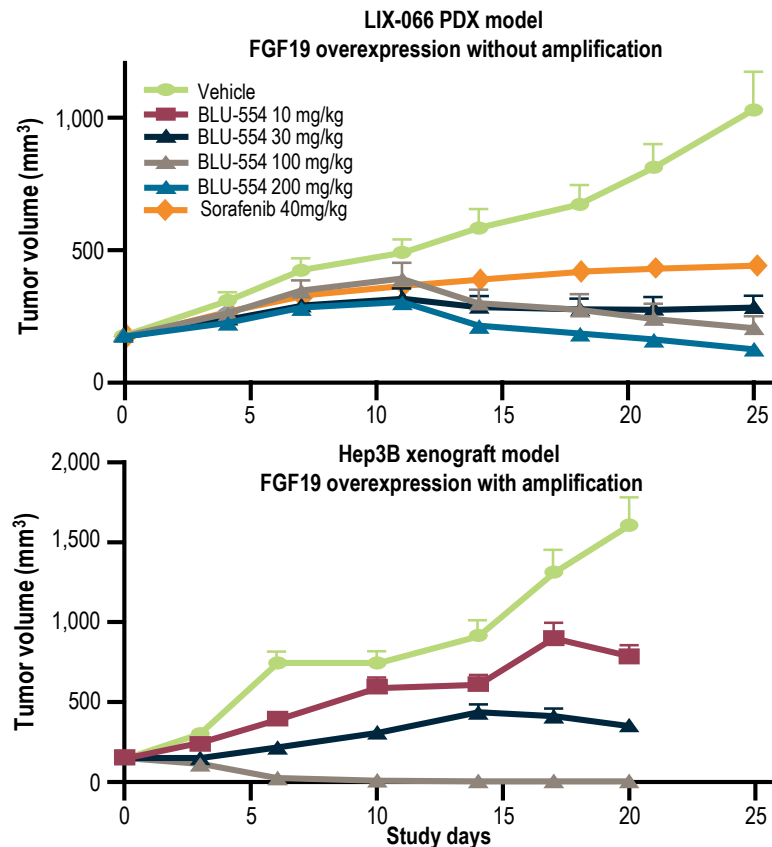 LIX-066 PDX model
FGF19 overexpression without amplification
Vehicle
BLU-554 10 mg/kg
BLU-554 30 mg/kg
BLU-554 100 mg/kg
BLU-554 200 mg/kg
Sorafenib 40mg/kg
Tumor volume (mm³)
1,000
500
0
0 5 10 15 20 25
Hep3B xenograft model
FGF19 overexpression with amplification
Tumor volume (mm³)
2,000
1,500
1,000
500
0
0 5 10 15 20 25
Study days